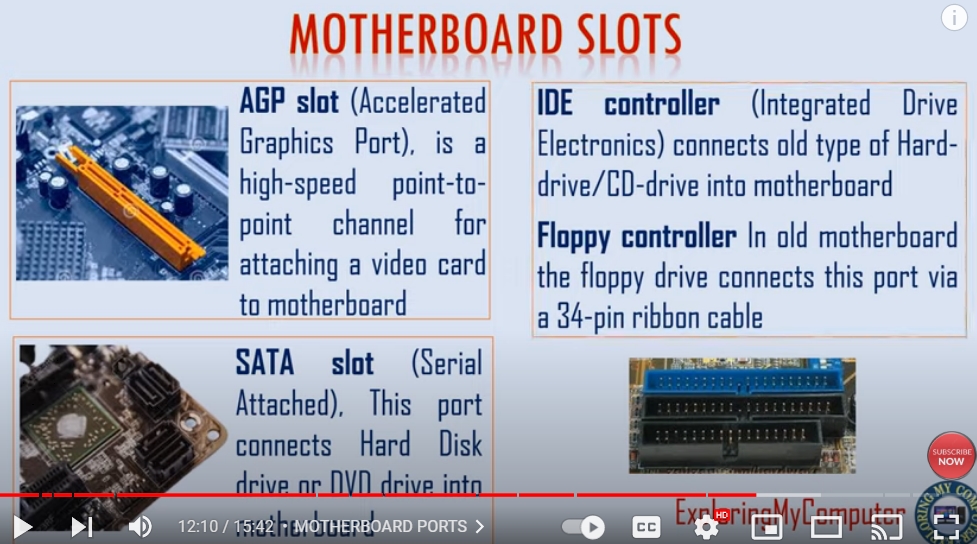 MOTHERBOARD SLOTS
AGP slot (Accelerated
Graphics Port), is a
high-speed point-to-
point channel for
attaching a video card
to motherboard
IDE controller (Integrated Drive
Electronics) connects old type of Hard-
drive/CD-drive into motherboard
Floppy controller In old motherboard
the floppy drive connects this port via
a 34-pin ribbon cable
SATA slot (Serial
Attached), This port
connects Hard Disk
drive or DVD drive into
motherboard
SUBSCRIBE
NOW
ExploringMyComputer
12:10 / 15:42 • MOTHERBOARD PORTS
CC
HD